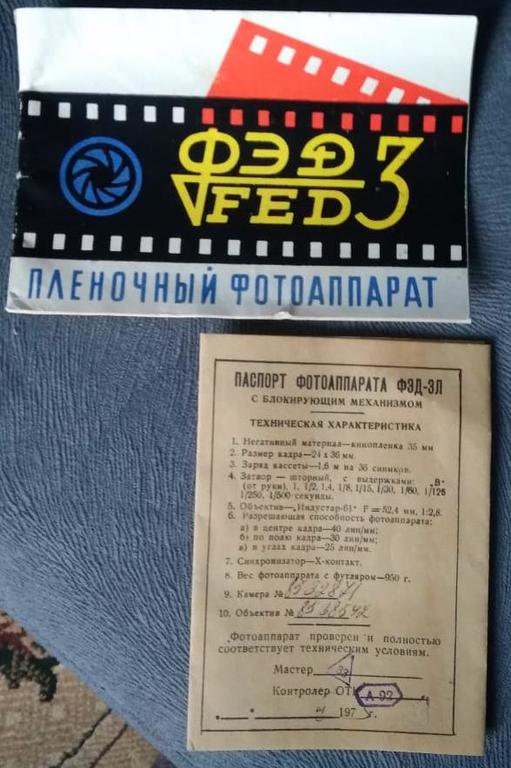 ФЭД 3
FED
ПЛЕНОЧНЫЙ ФОТОАППАРАТ
ПАСПОРТ ФОТОАППАРАТА ФЭД-3Л
С БЛОКИРУЮЩИМ МЕХАНИЗМОМ
ТЕХНИЧЕСКАЯ ХАРАКТЕРИСТИКА
1. Негативный материал—кинопленка 35 мм
2. Размер кадра—24 х 36 мм.
3. Заряд кассеты—1,6 м на 36 снимков.
4. Затвор — шторный, с выдержками: „В"
(от руки), 1, 1/2, 1/4, 1/8, 1/15, 1/30, 1/60, 1/125
1/250, 1/500 секунды.
5. Объектив—„Индустар-61" F=52,4 мм, 1:2,8.
6. Разрешающая способность фотоаппарата:
а) в центре кадра—40 лин/мм;
б) по полю кадра—30 лин/мм;
в) в углах кадра—25 лин/мм.
7. Синхронизатор—Х-контакт.
8. Вес фотоаппарата с футляром—950 г.
9. Камера №
10. Объектив №
Фотоаппарат проверен и полностью
соответствует техническим условиям.
Мастер 33
Контролер ОТК А-92
197 г.